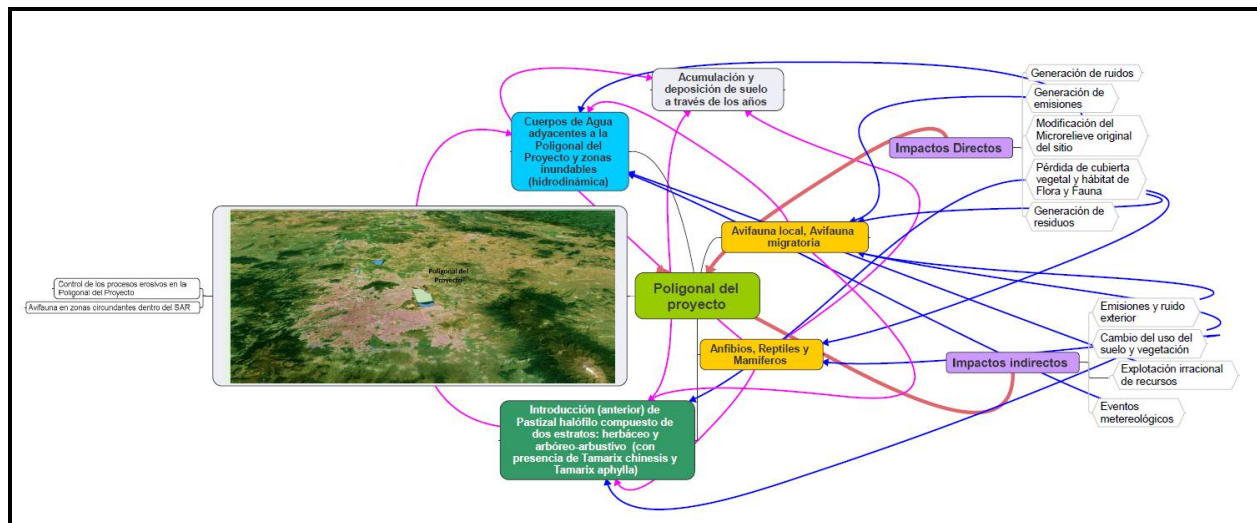 Acumulación y
deposición de suelo
a través de los años
Cuerpos de Agua
adyacentes a la
Poligonal del
Proyecto y zonas
inundables
(hidrodinámica)
Impactos Directos
Generación de ruidos
Generación de
emisiones
Modificación del
Microrelieve original
del sitio
Pérdida de cubierta
vegetal y hábitat de
Flora y Fauna
Generación de
residuos
Avifauna local, Avifauna
migratoria
Poligonal del
Proyecto
Control de los procesos erosivos en la
Poligonal del Proyecto
Avifauna en zonas circundantes dentro del SAR
Poligonal del
proyecto
Anfibios, Reptiles y
Mamíferos
Impactos indirectos
Emisiones y ruido
exterior
Cambio del uso del
suelo y vegetación
Explotación irracional
de recursos
Eventos
metereológicos
Introducción (anterior) de
Pastizal halófilo compuesto de
dos estratos: herbáceo y
arbóreo-arbustivo (con
presencia de Tamarix chinesis y
Tamarix aphylla)